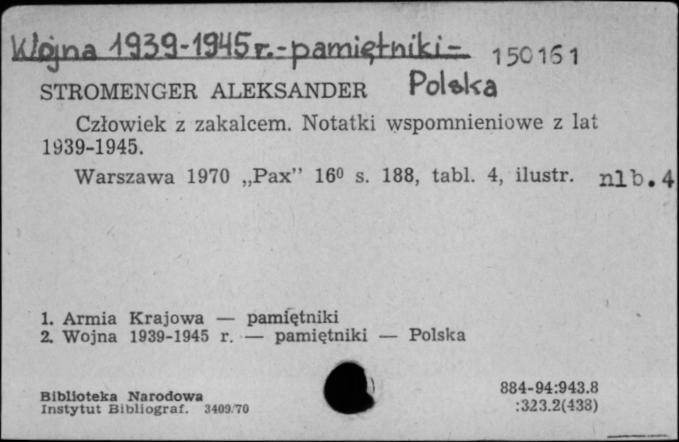 Wojna 1939-1945 r. - pamiętniki - 150161
Polska
STROMENGER ALEKSANDER
Człowiek z zakalcem. Notatki wspomnieniowe z lat
1939-1945.
Warszawa 1970 „Pax” 16⁰ s. 188, tabl. 4, ilustr. nlb. 4
1. Armia Krajowa — pamiętniki
2. Wojna 1939-1945 r. — pamiętniki — Polska
Biblioteka Narodowa
Instytut Bibliograf. 3409/70
884-94:943.8
:323.2(438)